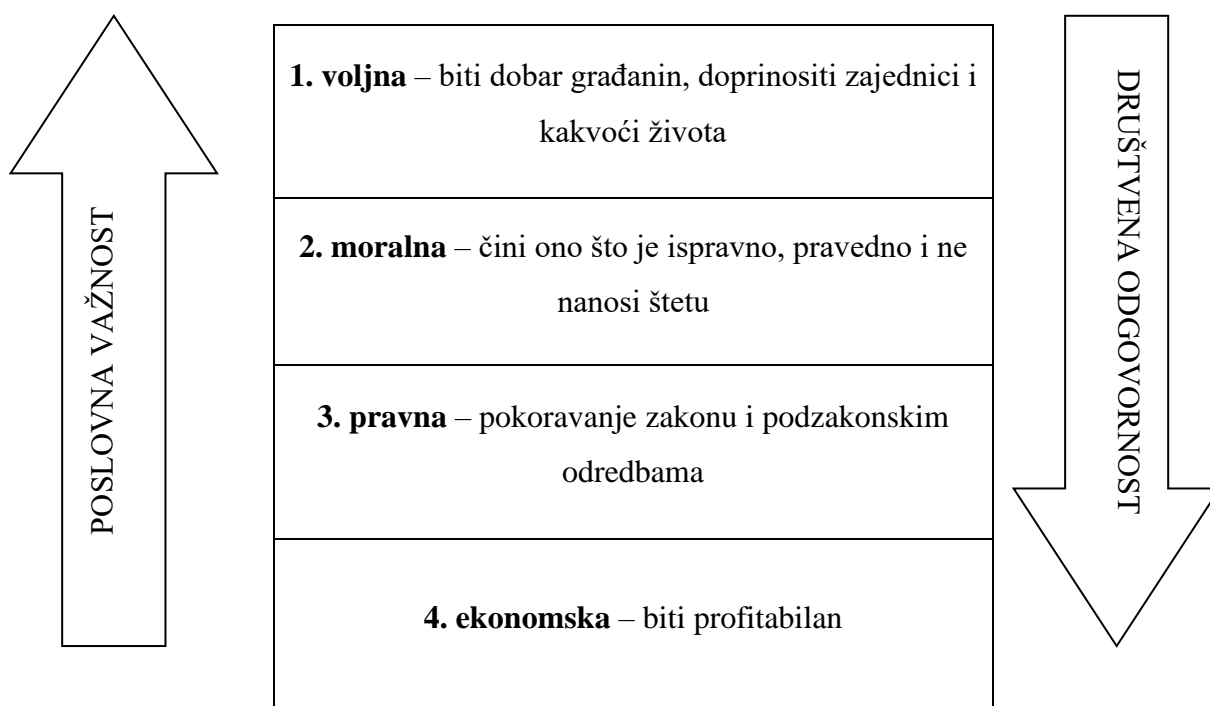 POSLOVNA VAŽNOST
1. voljna – biti dobar građanin, doprinositi zajednici i
kakvoći života
2. moralna – čini ono što je ispravno, pravedno i ne
nanosi štetu
3. pravna – pokoravanje zakonu i podzakonskim
odredbama
4. ekonomska – biti profitabilan
DRUŠTVENA ODGOVORNOST